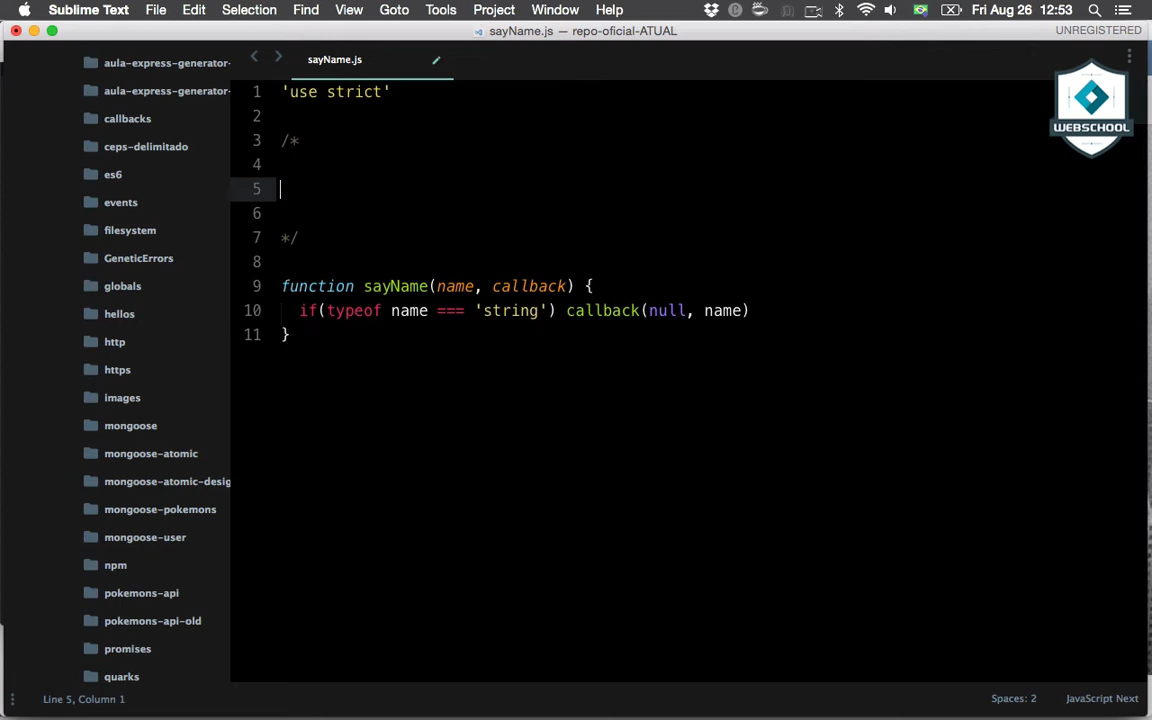 Sublime Text File Edit Selection Find View Goto Tools Project Window Help Fri Aug 26 12:53
sayName.js — repo-oficial-ATUAL UNREGISTERED
sayName.js
WEBSCHOOL
aula-express-generator-
aula-express-generator-
callbacks
ceps-delimitado
es6
events
filesystem
GeneticErrors
globals
hellos
http
https
images
mongoose
mongoose-atomic
mongoose-atomic-desig
mongoose-pokemons
mongoose-user
npm
pokemons-api
pokemons-api-old
promises
quarks
1 'use strict'
2
3 /*
4
5
6
7 */
8
9 function sayName(name, callback) {
10 if(typeof name === 'string') callback(null, name)
11 }
Line 5, Column 1 Spaces: 2 JavaScript Next